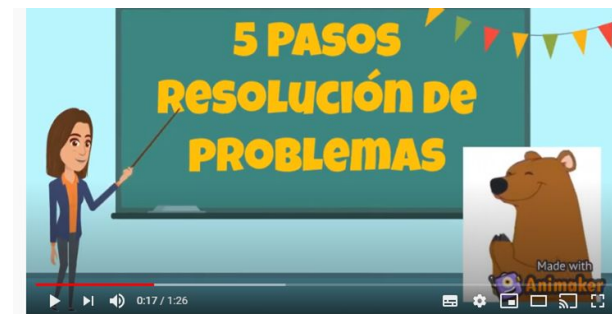 5 PASOS
RESOLUCIÓN DE
PROBLEMAS
Made with
Animaker
0:17 / 1:26